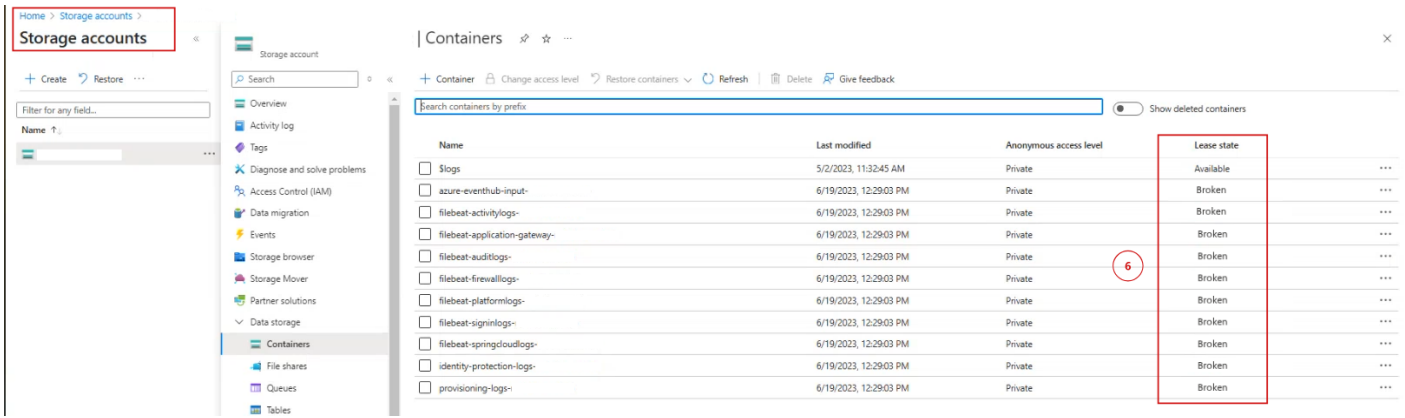 Home > Storage accounts >
Storage accounts «
Storage account
| Containers ···
+ Create Restore ···
Search
+ Container Change access level Restore containers Refresh | Delete Give feedback
Filter for any field...
Name ↑↓
Overview
Activity log
Tags
Diagnose and solve problems
Access Control (IAM)
Data migration
Events
Storage browser
Storage Mover
Partner solutions
Data storage
Containers
File shares
Queues
Tables
Search containers by prefix
Show deleted containers
Name Last modified Anonymous access level Lease state
$logs 5/2/2023, 11:32:45 AM Private Available
azure-eventhub-input- 6/19/2023, 12:29:03 PM Private Broken
filebeat-activitylogs- 6/19/2023, 12:29:03 PM Private Broken
filebeat-application-gateway- 6/19/2023, 12:29:03 PM Private Broken
filebeat-auditlogs- 6/19/2023, 12:29:03 PM Private Broken
filebeat-firewalllogs- 6/19/2023, 12:29:03 PM Private Broken
6
filebeat-platformlogs- 6/19/2023, 12:29:03 PM Private Broken
filebeat-signinlogs- 6/19/2023, 12:29:03 PM Private Broken
filebeat-springcloudlogs- 6/19/2023, 12:29:03 PM Private Broken
identity-protection-logs- 6/19/2023, 12:29:03 PM Private Broken
provisioning-logs- 6/19/2023, 12:29:03 PM Private Broken